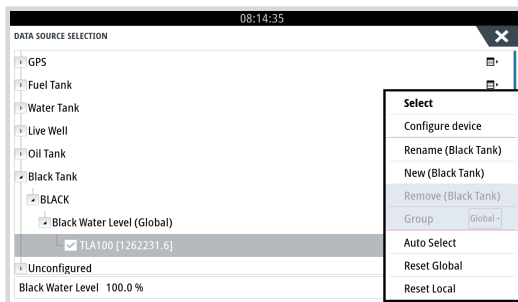 08:14:35
DATA SOURCE SELECTION
GPS
Fuel Tank
Water Tank
Live Well
Oil Tank
Black Tank
BLACK
Black Water Level (Global)
TLA100 [1262231.6]
Unconfigured
Black Water Level 100.0 %
Select
Configure device
Rename (Black Tank)
New (Black Tank)
Remove (Black Tank)
Group Global
Auto Select
Reset Global
Reset Local